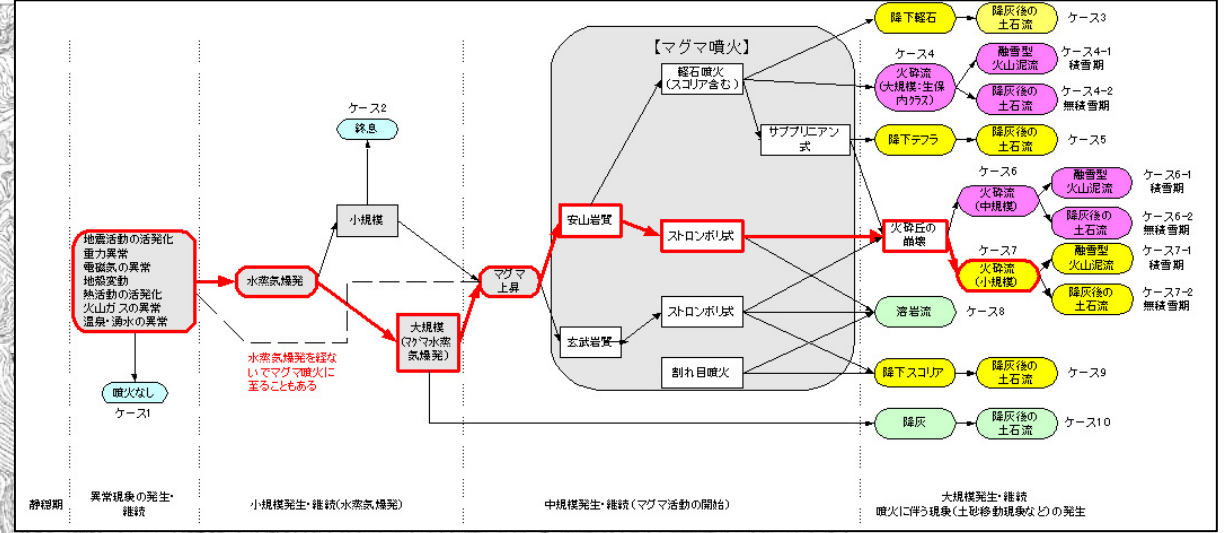 降下軽石
降灰後の
土石流
ケース3
【マグマ噴火】
ケース4
軽石噴火
(スコリア含む)
火砕流
(大規模:生保
内クラス)
融雪型
火山泥流
ケース4-1
積雪期
降灰後の
土石流
ケース4-2
無積雪期
ケース2
終息
サブプリニアン
式
降下テフラ
降灰後の
土石流
ケース5
ケース6
火砕流
(中規模)
融雪型
火山泥流
ケース6-1
積雪期
降灰後の
土石流
ケース6-2
無積雪期
小規模
安山岩質
ストロンボリ式
火砕丘の
崩壊
ケース7
火砕流
(小規模)
融雪型
火山泥流
ケース7-1
積雪期
降灰後の
土石流
ケース7-2
無積雪期
地震活動の活発化
重力異常
電磁気の異常
地殻変動
熱活動の活発化
火山ガスの異常
温泉・湧水の異常
水蒸気爆発
マグマ
上昇
大規模
(マグマ水蒸
気爆発)
ストロンボリ式
溶岩流
ケース8
玄武岩質
水蒸気爆発を経な
いでマグマ噴火に
至ることもある
割れ目噴火
降下スコリア
降灰後の
土石流
ケース9
噴火なし
ケース1
降灰
降灰後の
土石流
ケース10
静穏期
異常現象の発生・
継続
小規模発生・継続(水蒸気爆発)
中規模発生・継続(マグマ活動の開始)
大規模発生・継続
噴火に伴う現象(土砂移動現象など)の発生